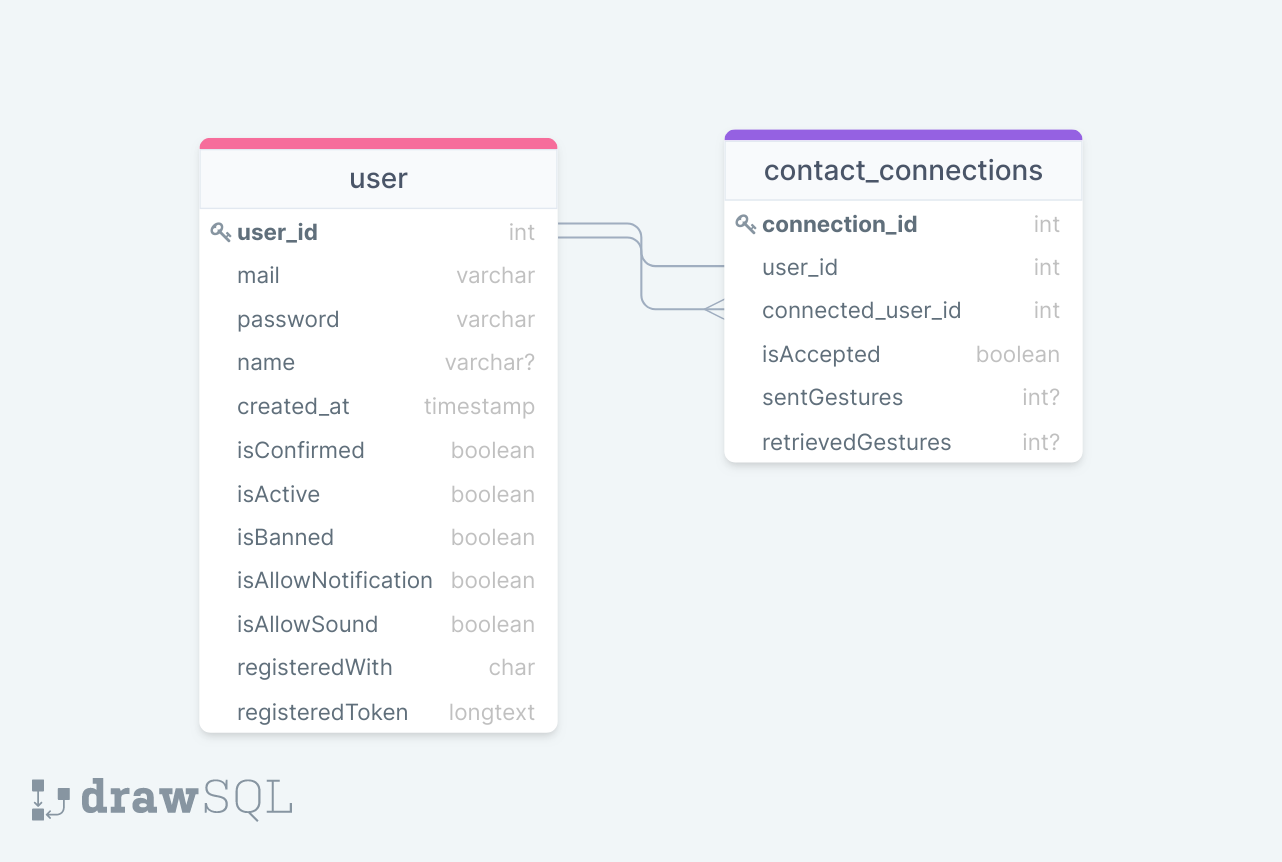 user
user_id int
mail varchar
password varchar
name varchar?
created_at timestamp
isConfirmed boolean
isActive boolean
isBanned boolean
isAllowNotification boolean
isAllowSound boolean
registeredWith char
registeredToken longtext
contact_connections
connection_id int
user_id int
connected_user_id int
isAccepted boolean
sentGestures int?
retrievedGestures int?
drawSQL